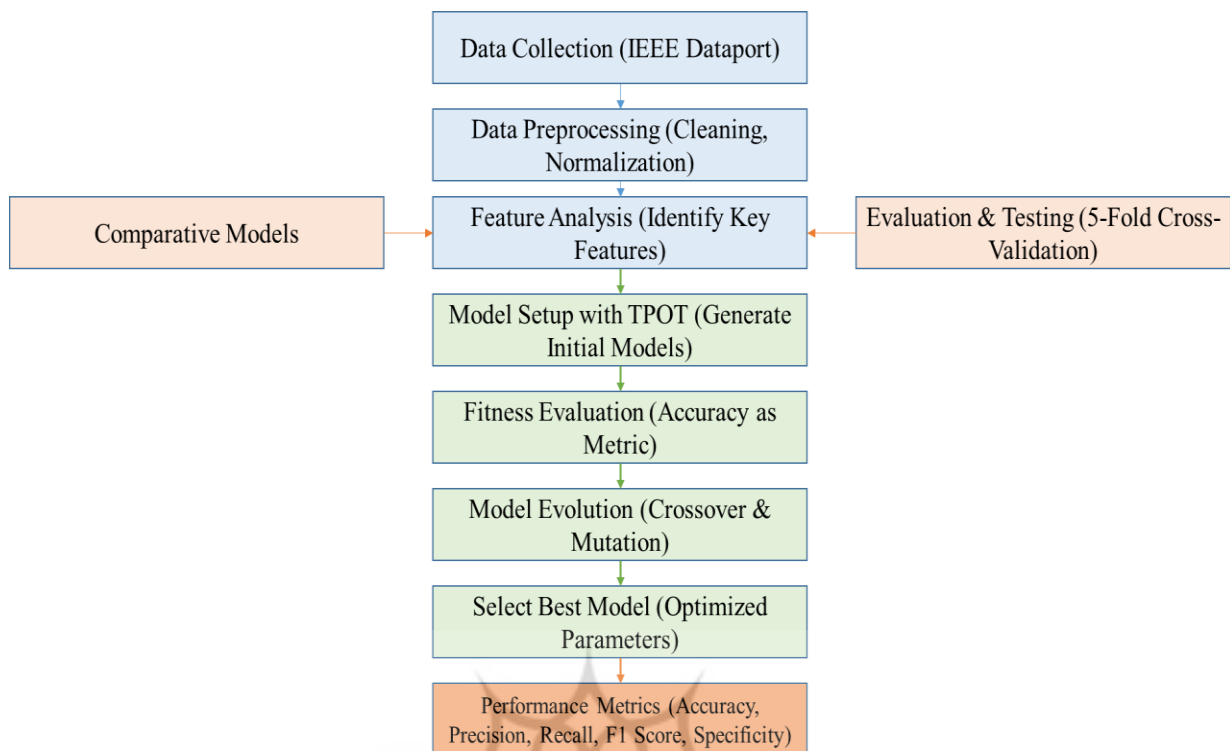 Data Collection (IEEE Dataport)
Data Preprocessing (Cleaning,
Normalization)
Comparative Models
Feature Analysis (Identify Key
Features)
Evaluation & Testing (5-Fold Cross-
Validation)
Model Setup with TPOT (Generate
Initial Models)
Fitness Evaluation (Accuracy as
Metric)
Model Evolution (Crossover &
Mutation)
Select Best Model (Optimized
Parameters)
Performance Metrics (Accuracy,
Precision, Recall, F1 Score, Specificity)